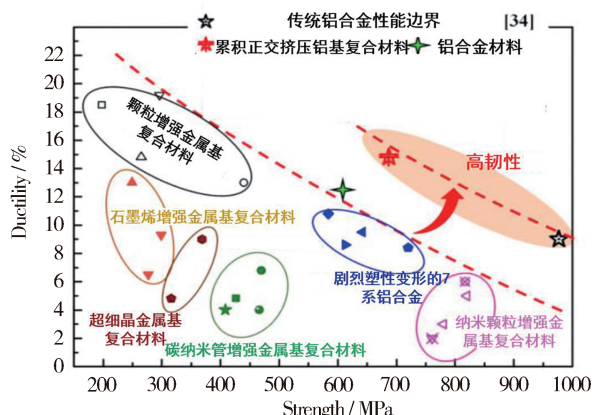 传统铝合金性能边界 [34]
累积正交挤压铝基复合材料 铝合金材料
22
20
18
16
14
12
10
8
6
4
2
0
Ductility / %
颗粒增强金属基
复合材料
高韧性
石墨烯增强金属基复合材料
剧烈塑性变形的7
系铝合金
超细晶金属基
复合材料
纳米颗粒增强金
属基复合材料
碳纳米管增强金属基复合材料
200 300 400 500 600 700 800 900 1000
Strength / MPa